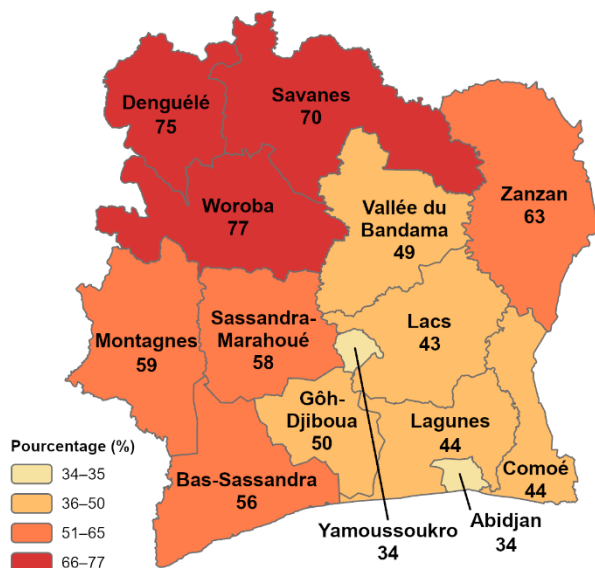 Denguélé
75
Savanes
70
Zanzan
63
Woroba
77
Vallée du
Bandama
49
Montagnes
59
Sassandra-
Marahoué
58
Lacs
43
Gôh-
Djiboua
50
Lagunes
44
Comoé
44
Bas-Sassandra
56
Yamoussoukro
34
Abidjan
34
Pourcentage (%)
34–35
36–50
51–65
66–77